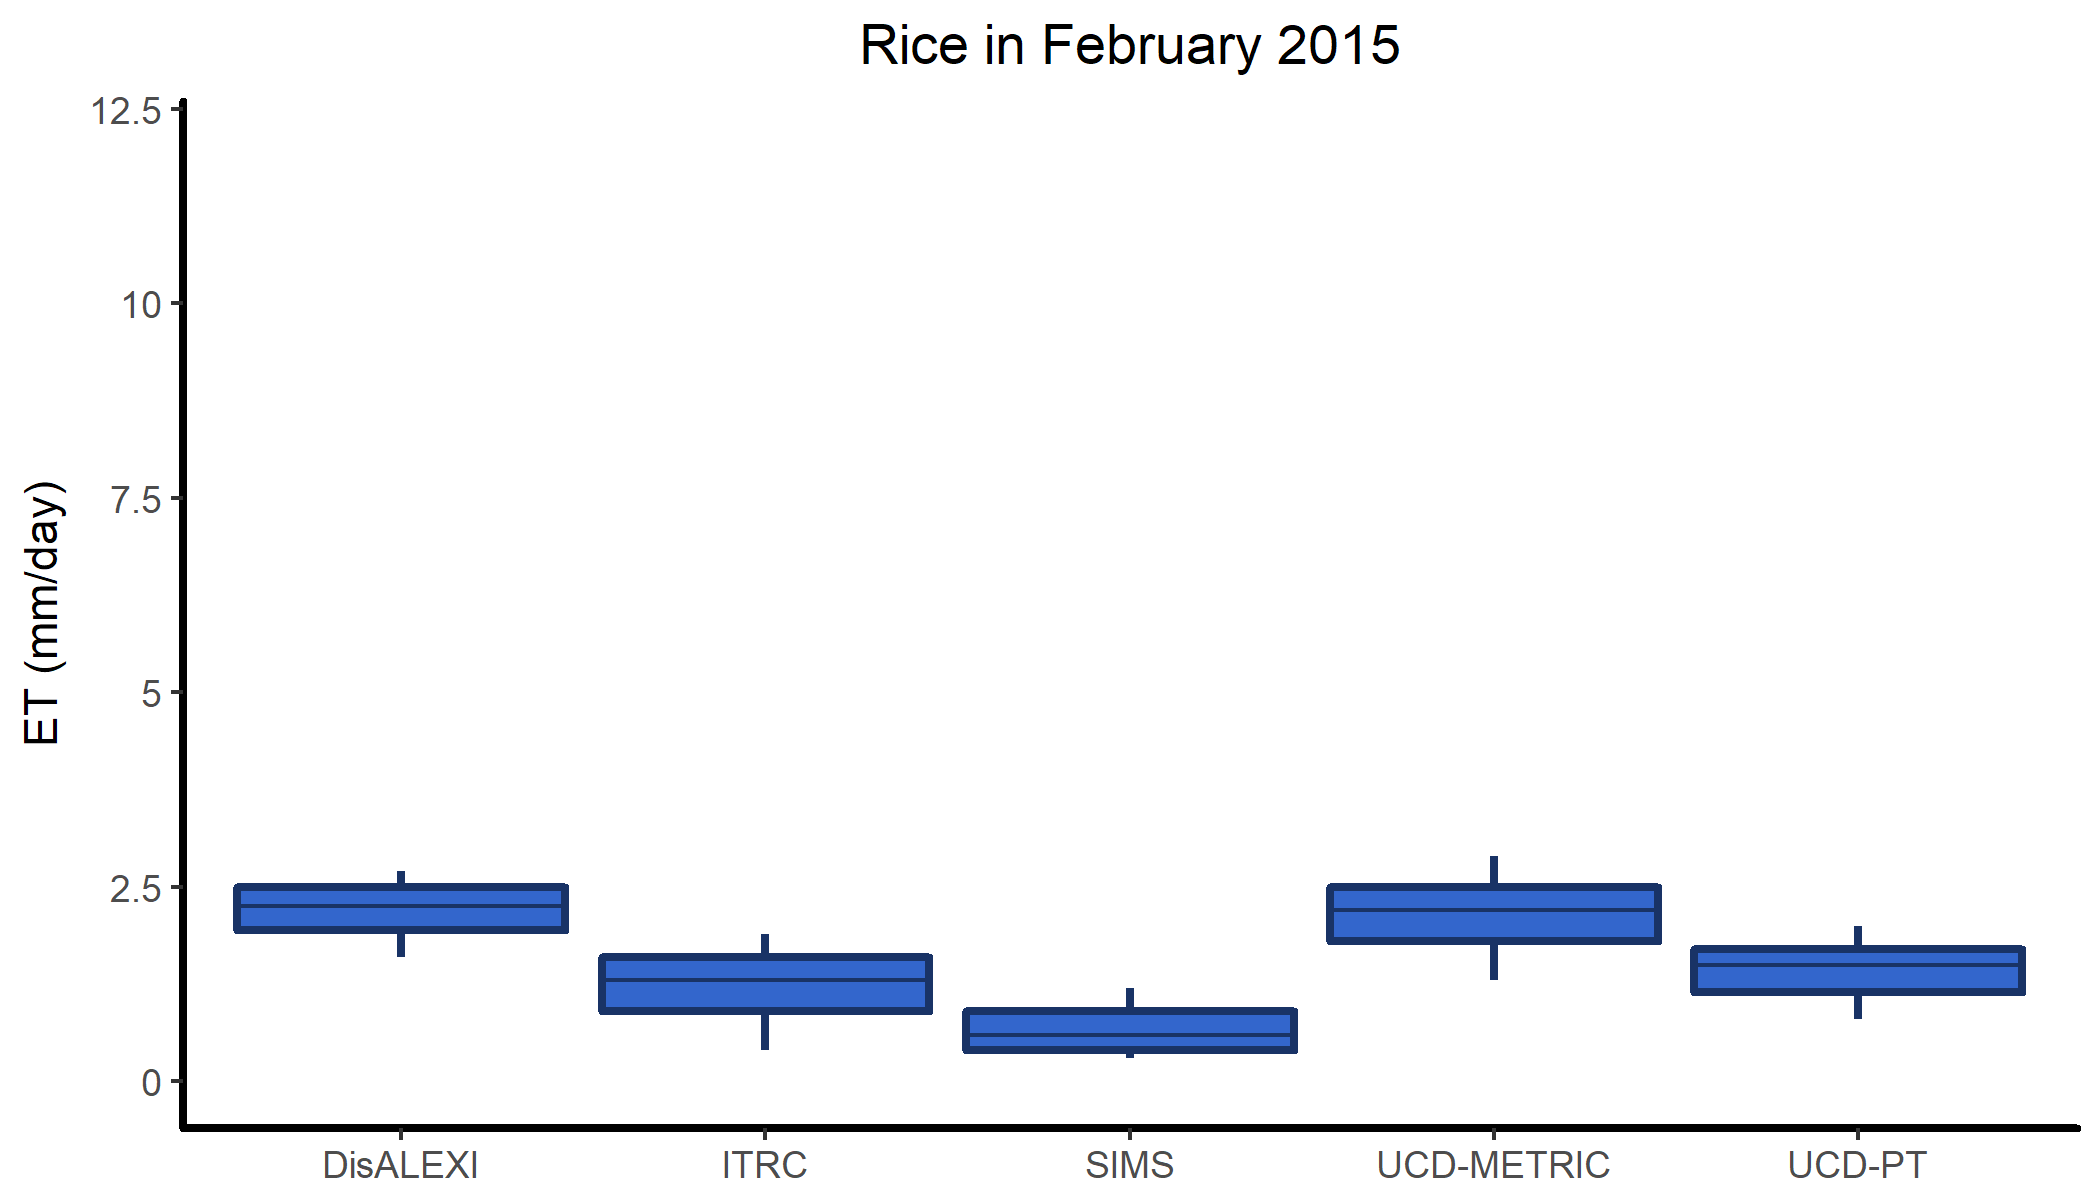 Rice in February 2015
ET (mm/day)
12.5
10
7.5
5
2.5
0
DisALEXI ITRC SIMS UCD-METRIC UCD-PT